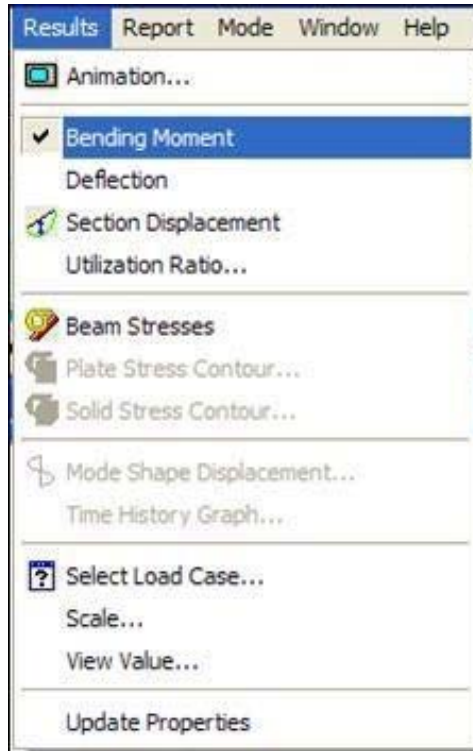 Results Report Mode Window Help
Animation...
Bending Moment
Deflection
Section Displacement
Utilization Ratio...
Beam Stresses
Plate Stress Contour...
Solid Stress Contour...
Mode Shape Displacement...
Time History Graph...
Select Load Case...
Scale...
View Value...
Update Properties